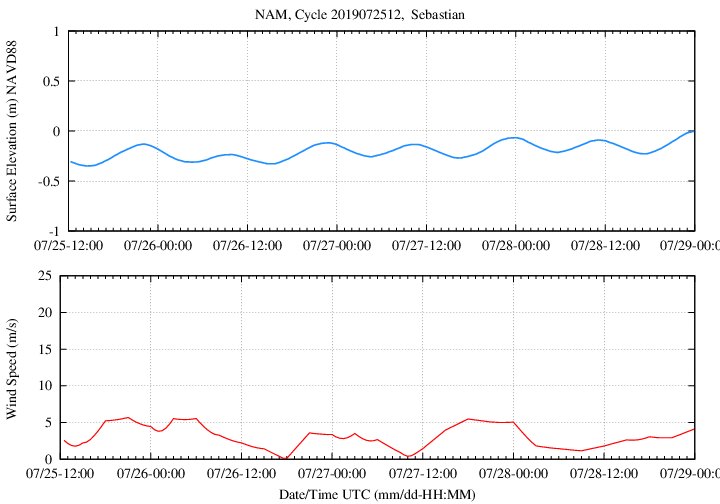 NAM, Cycle 2019072512,  Sebastian
Surface Elevation (m) NAVD88
1
0.5
0
-0.5
-1
07/25-12:00 07/26-00:00 07/26-12:00 07/27-00:00 07/27-12:00 07/28-00:00 07/28-12:00 07/29-00:0
Wind Speed (m/s)
25
20
15
10
5
0
07/25-12:00 07/26-00:00 07/26-12:00 07/27-00:00 07/27-12:00 07/28-00:00 07/28-12:00 07/29-00:0
Date/Time UTC (mm/dd-HH:MM)